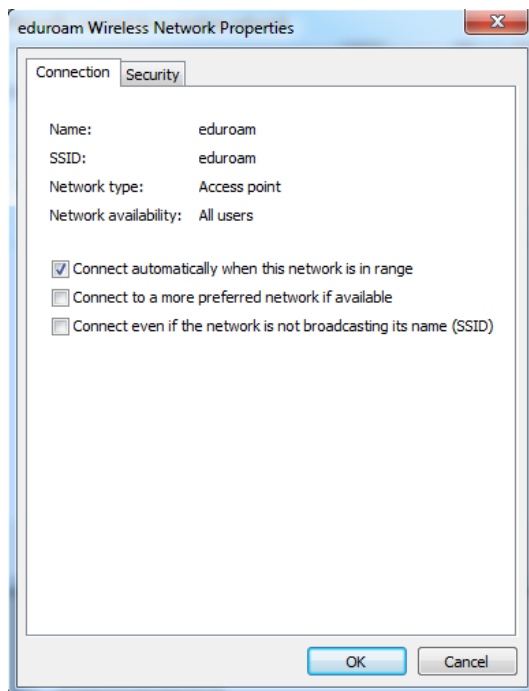 eduroam Wireless Network Properties
Connection Security
Name: eduroam
SSID: eduroam
Network type: Access point
Network availability: All users
Connect automatically when this network is in range
Connect to a more preferred network if available
Connect even if the network is not broadcasting its name (SSID)
OK Cancel